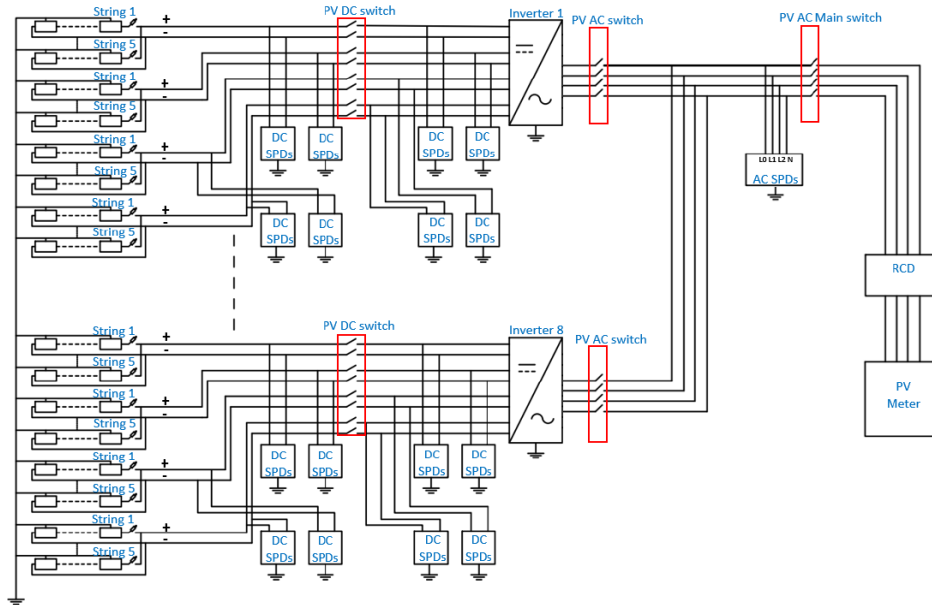 String 1
+
-
String 5
String 1
+
-
String 5
String 1
+
-
String 5
String 1
+
-
String 5
PV DC switch
Inverter 1
PV AC switch
PV AC Main switch
DC
SPDs
DC
SPDs
DC
SPDs
DC
SPDs
DC
SPDs
DC
SPDs
DC
SPDs
DC
SPDs
L0 L1 L2 N
AC SPDs
RCD
PV
Meter
String 1
+
-
String 5
String 1
+
-
String 5
String 1
+
-
String 5
String 1
+
-
String 5
PV DC switch
Inverter 8
PV AC switch
DC
SPDs
DC
SPDs
DC
SPDs
DC
SPDs
DC
SPDs
DC
SPDs
DC
SPDs
DC
SPDs